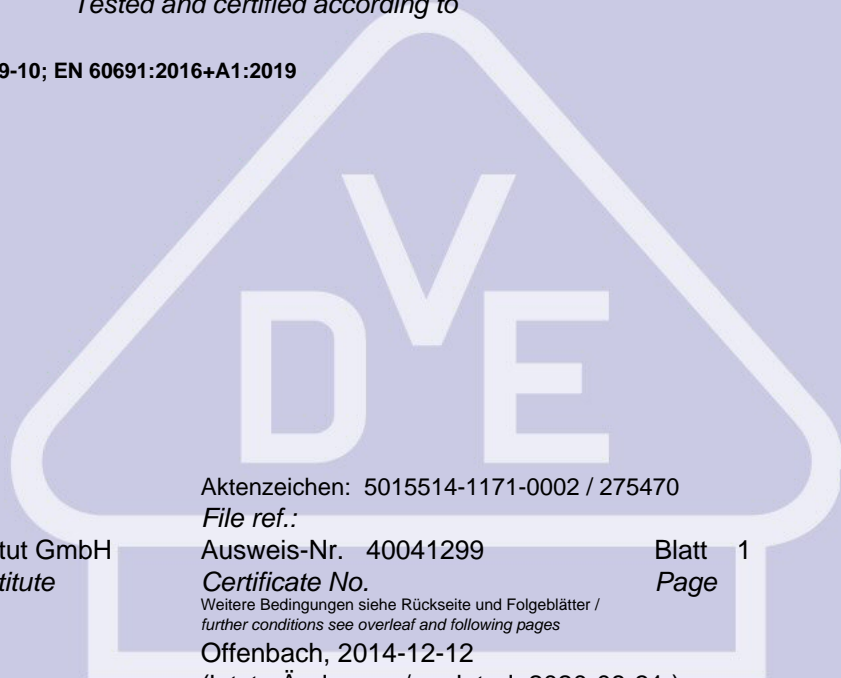 Tested and certified according to
9-10; EN 60691:2016+A1:2019
D V E
Aktenzeichen: 5015514-1171-0002 / 275470
File ref.:
tut GmbH Ausweis-Nr. 40041299 Blatt 1
titute Certificate No. Page
Weitere Bedingungen siehe Rückseite und Folgeblätter /
further conditions see overleaf and following pages
Offenbach, 2014-12-12